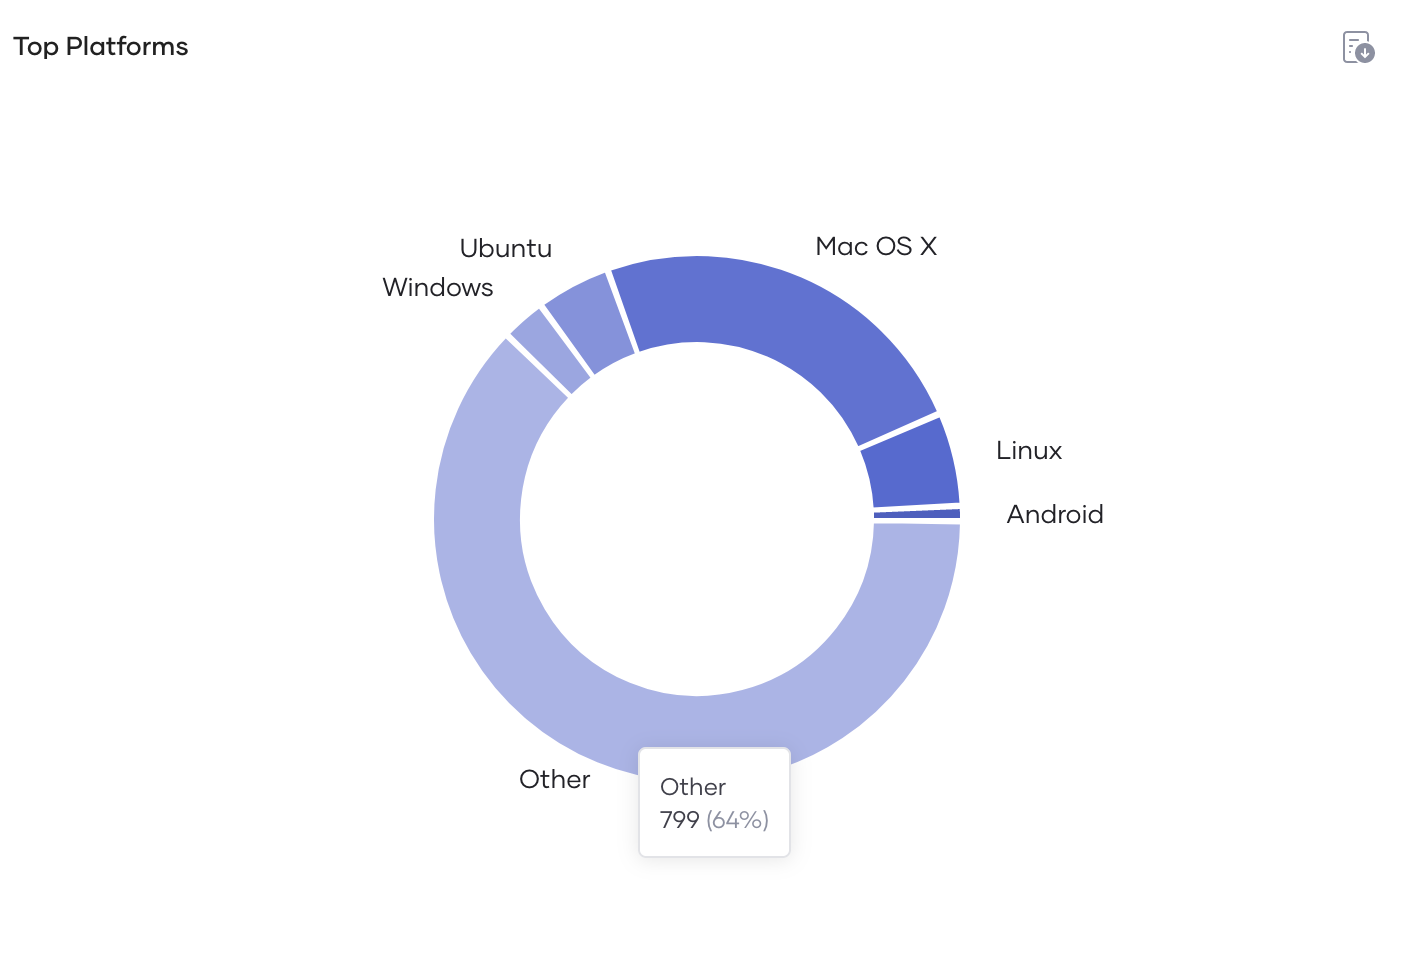 Top Platforms
Ubuntu
Mac OS X
Windows
Linux
Android
Other
Other
799 (64%)